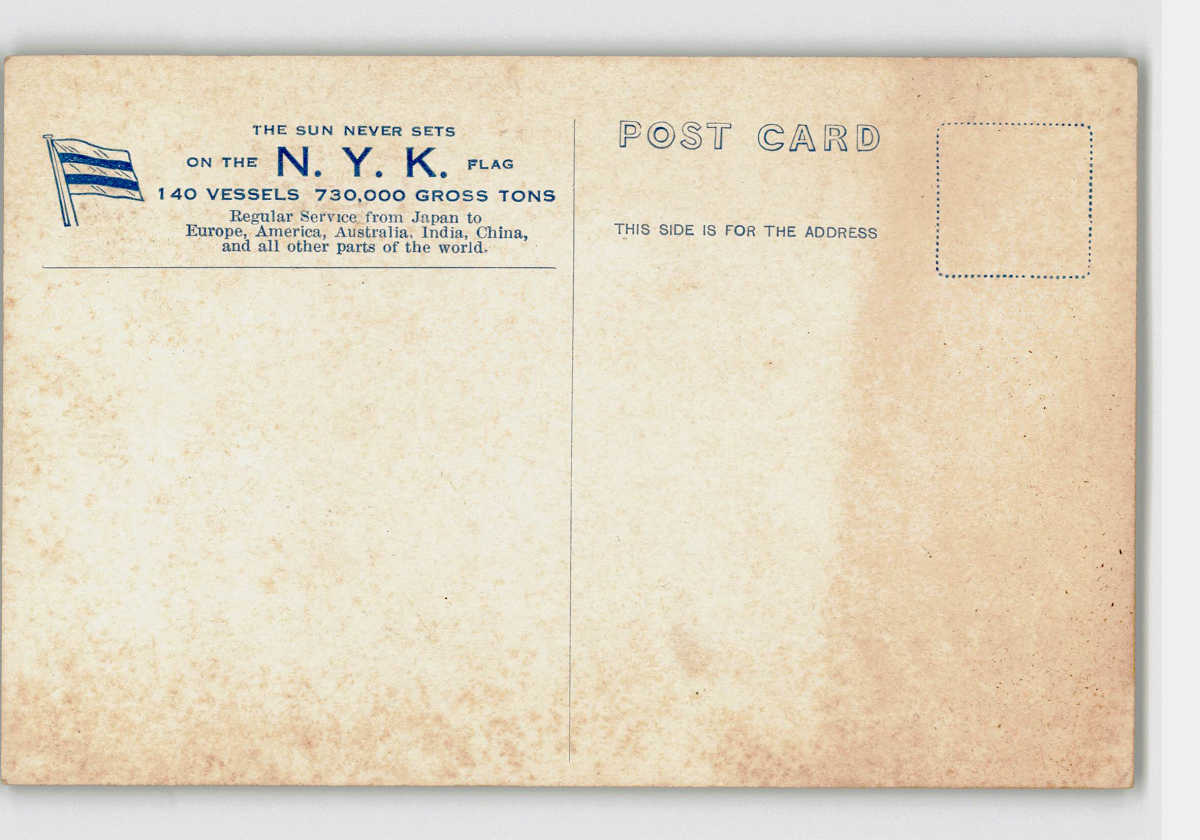 THE SUN NEVER SETS
ON THE N. Y. K. FLAG
140 VESSELS 730,000 GROSS TONS
Regular Service from Japan to
Europe, America, Australia, India, China,
and all other parts of the world.
POST CARD
THIS SIDE IS FOR THE ADDRESS